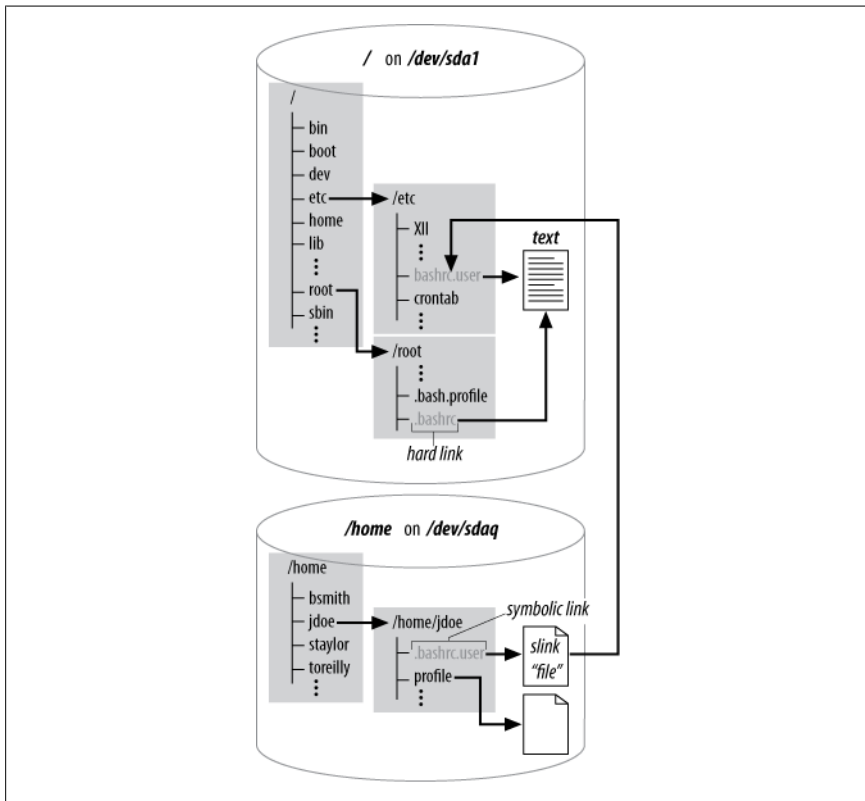 / on /dev/sda1
/
bin
boot
dev
etc
home
lib
root
sbin
/etc
XII
bashrc.user
crontab
text
/root
.bash.profile
.bashrc
hard link
/home on /dev/sdaq
/home
bsmith
jdoe
staylor
toreilly
symbolic link
/home/jdoe
.bashrc.user
profile
slink
“file”